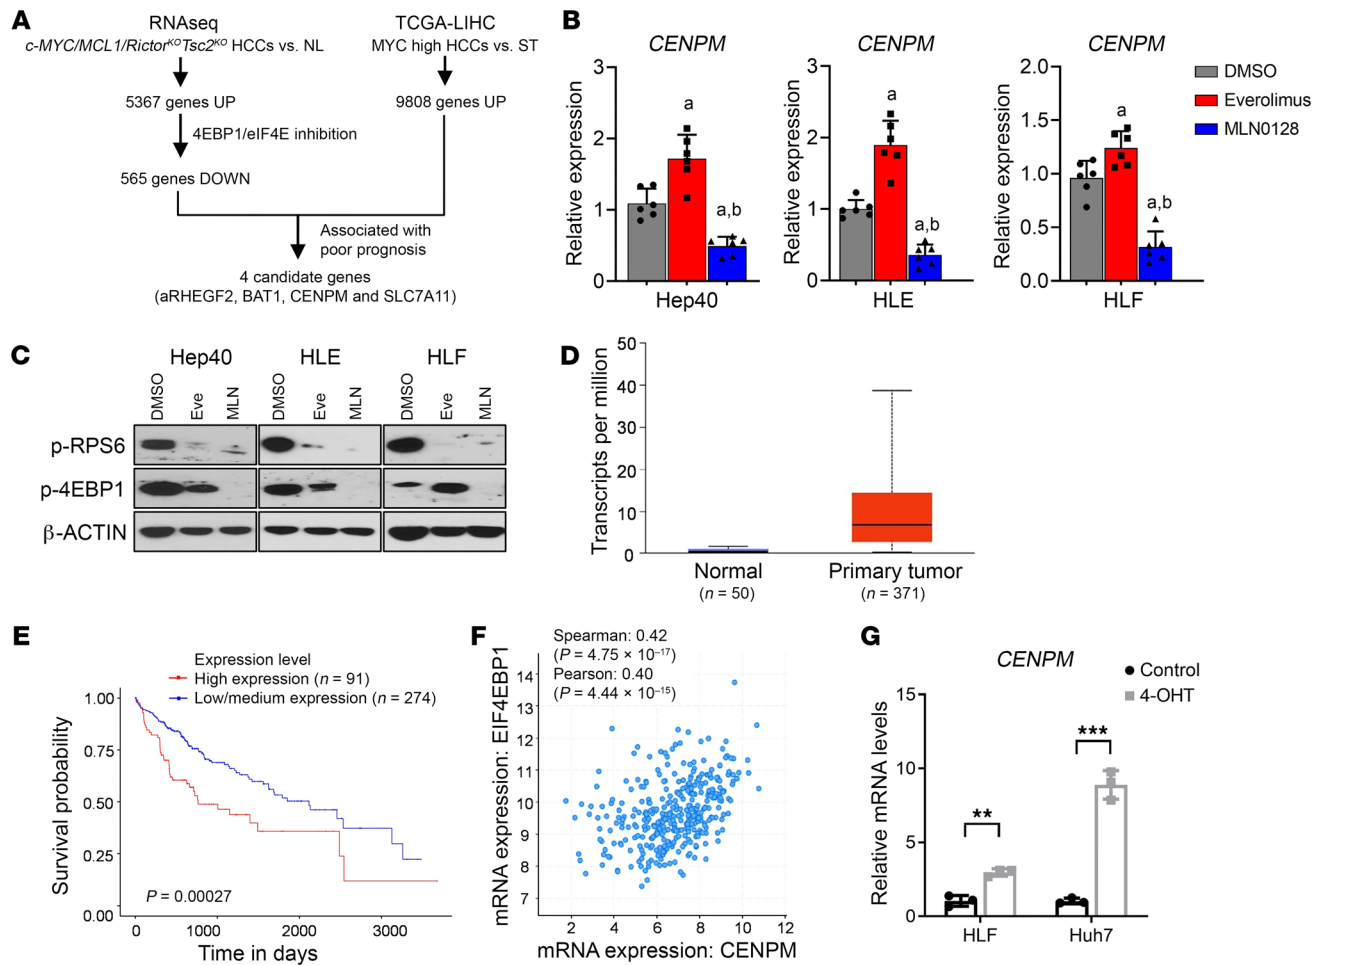 A
RNAseq
c-MYC/MCL1/RictorKOTsc2KO HCCs vs. NL
5367 genes UP
4EBP1/eIF4E inhibition
565 genes DOWN
TCGA-LIHC
MYC high HCCs vs. ST
9808 genes UP
Associated with
poor prognosis
4 candidate genes
(aRHEGF2, BAT1, CENPM and SLC7A11)
B
CENPM
Relative expression
3
2
1
0
a
a,b
Hep40
CENPM
Relative expression
3
2
1
0
a
a,b
HLE
CENPM
Relative expression
2.0
1.5
1.0
0.5
0.0
a
a,b
HLF
DMSO
Everolimus
MLN0128
C
Hep40
HLE
HLF
DMSO
Eve
MLN
DMSO
Eve
MLN
DMSO
Eve
MLN
p-RPS6
p-4EBP1
β-ACTIN
D
Transcripts per million
50
40
30
20
10
0
Normal
(n = 50)
Primary tumor
(n = 371)
E
Expression level
High expression (n = 91)
Low/medium expression (n = 274)
Survival probability
1.00
0.75
0.50
0.25
0.00
P = 0.00027
0
1000
2000
3000
Time in days
F
Spearman: 0.42
(P = 4.75 × 10–17)
Pearson: 0.40
(P = 4.44 × 10–15)
mRNA expression: EIF4EBP1
14
13
12
11
10
9
8
7
2
4
6
8
10
12
mRNA expression: CENPM
G
CENPM
Control
4-OHT
Relative mRNA levels
15
10
5
0
**
***
HLF
Huh7